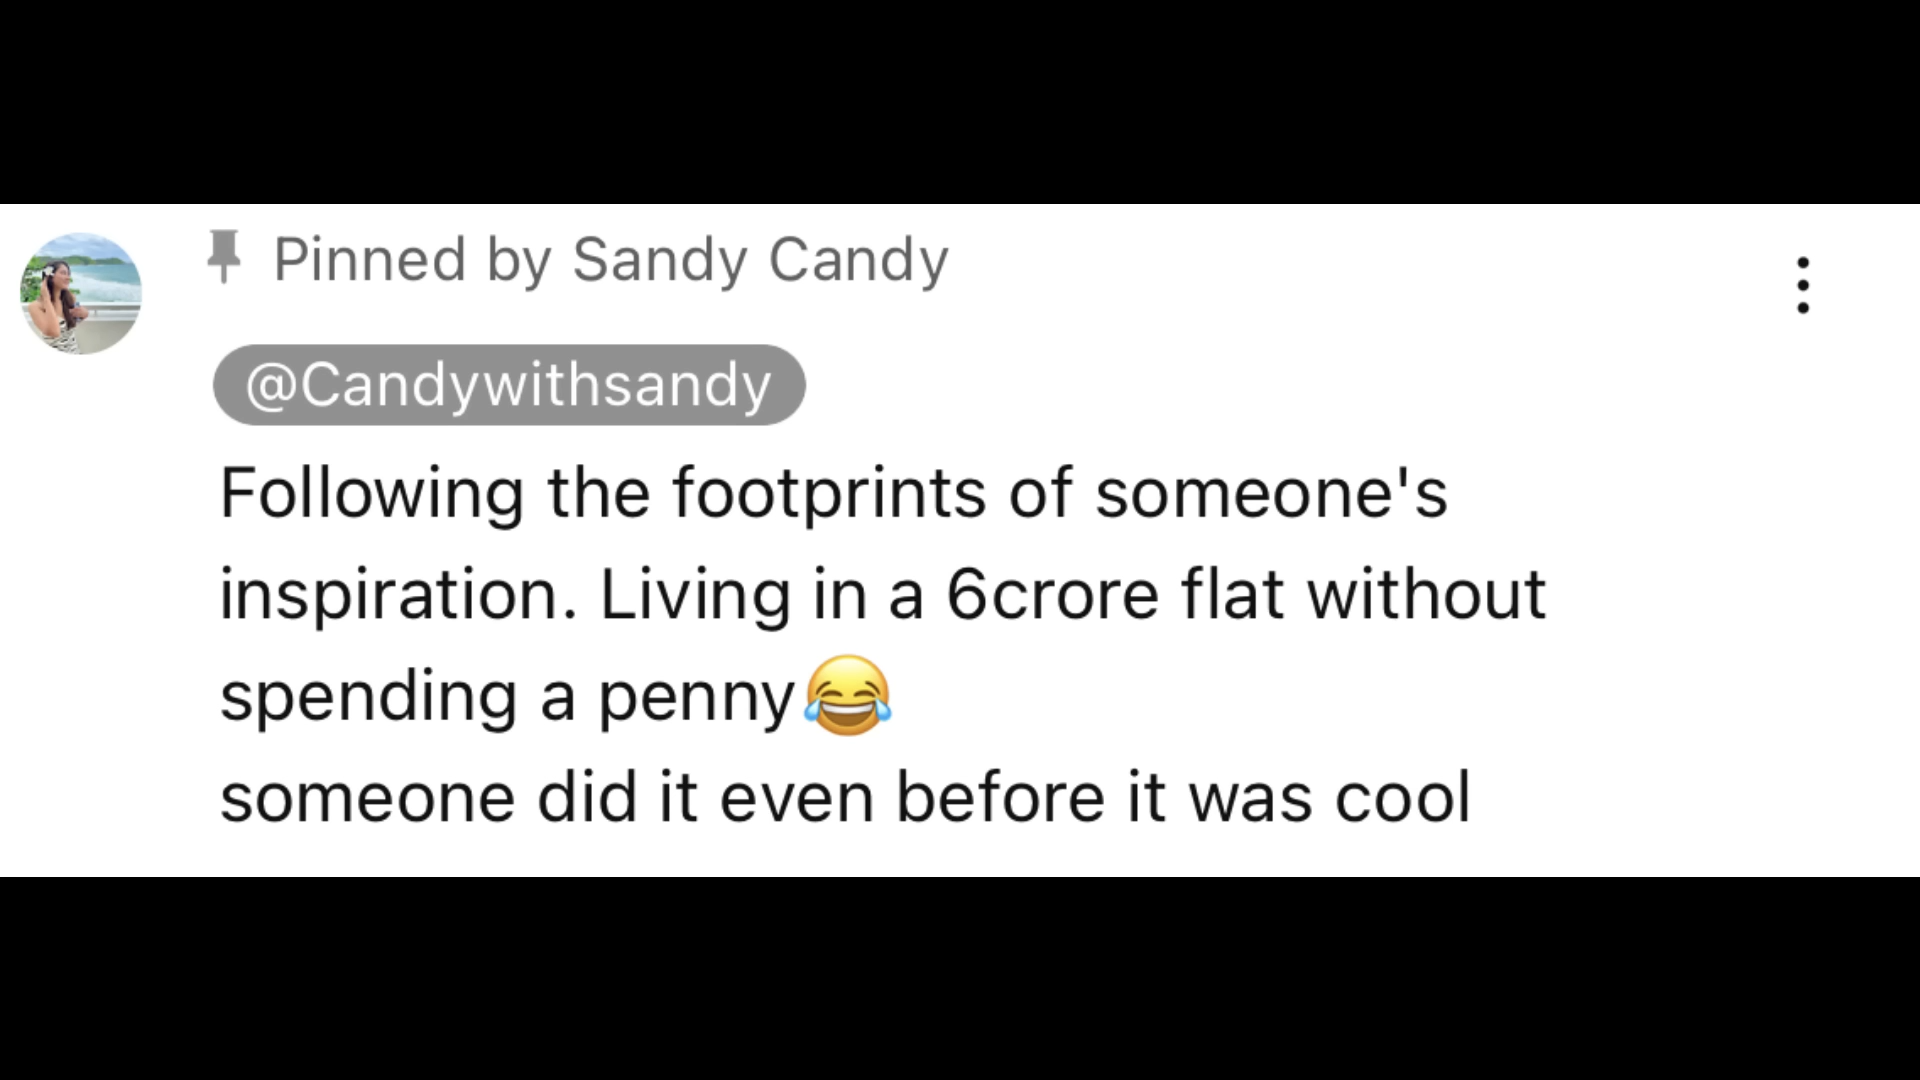 Pinned by Sandy Candy
@Candywithsandy
Following the footprints of someone's
inspiration. Living in a 6crore flat without
spending a penny😂
someone did it even before it was cool